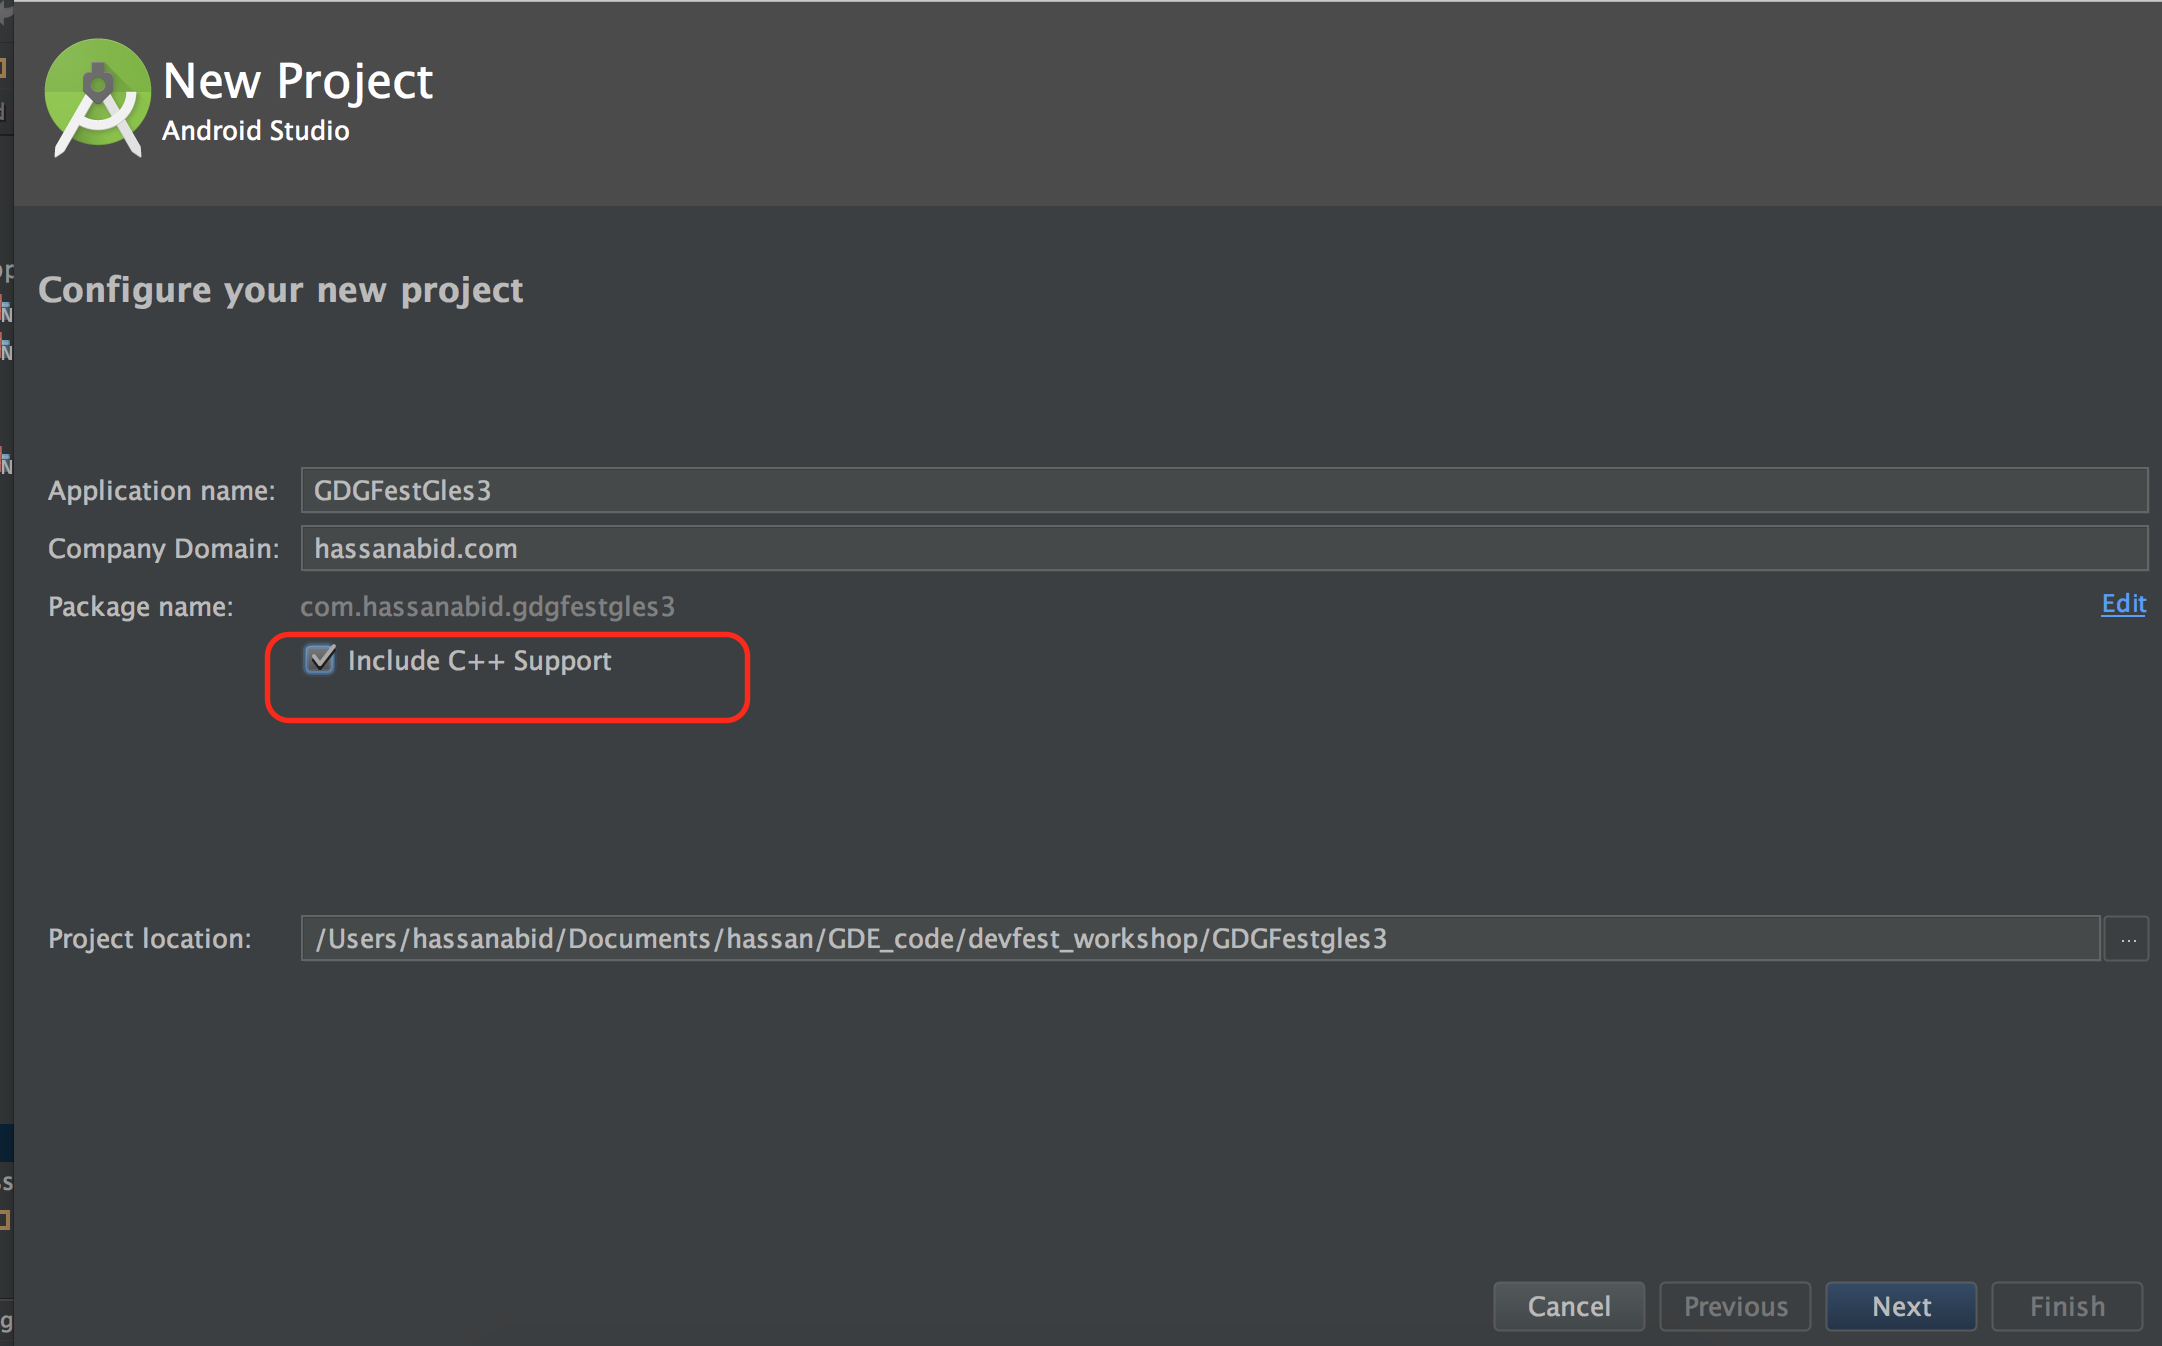 New Project
Android Studio
Configure your new project
Application name: GDGFestGles3
Company Domain: hassanabid.com
Package name: com.hassanabid.gdgfestgles3 Edit
Include C++ Support
Project location: /Users/hassanabid/Documents/hassan/GDE_code/devfest_workshop/GDGFestgles3 ...
Cancel Previous Next Finish